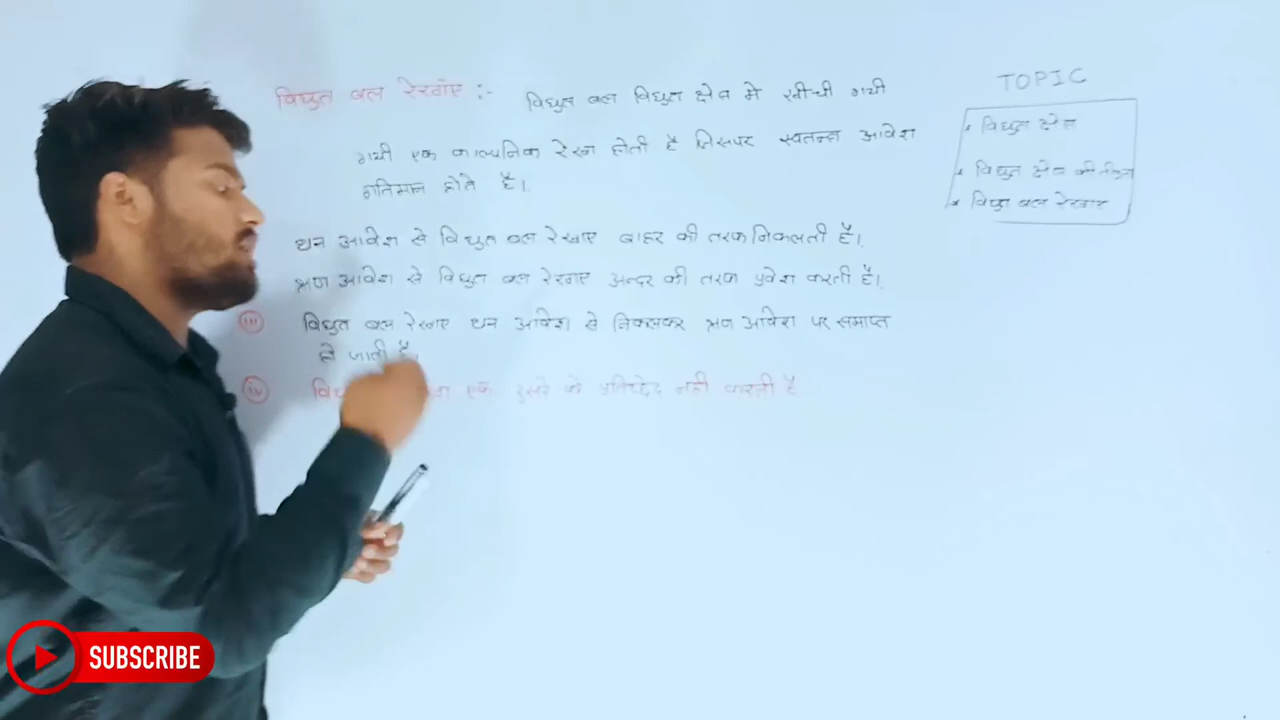 विद्युत बल रेखाए :- विद्युत बल विद्युत क्षेत्र मे खीची गयी
गयी एक काल्पनिक रेखा होती है जिसपर स्वतन्त्र आवेश
गतिमान होते है।
धन आवेश से विद्युत बल रेखाए बाहर की तरफ निकलती है।
ऋण आवेश से विद्युत बल रेखाए अन्दर की तरफ प्रवेश करती है।
(iii) विद्युत बल रेखाए धन आवेश से निकलकर ऋण आवेश पर समाप्त
हो जाती है।
(iv) एक दुसरे को प्रतिच्छेद नही करती है
TOPIC
* विद्युत क्षेत्र
* विद्युत क्षेत्र की तीव्रता
* विद्युत बल रेखाए
SUBSCRIBE